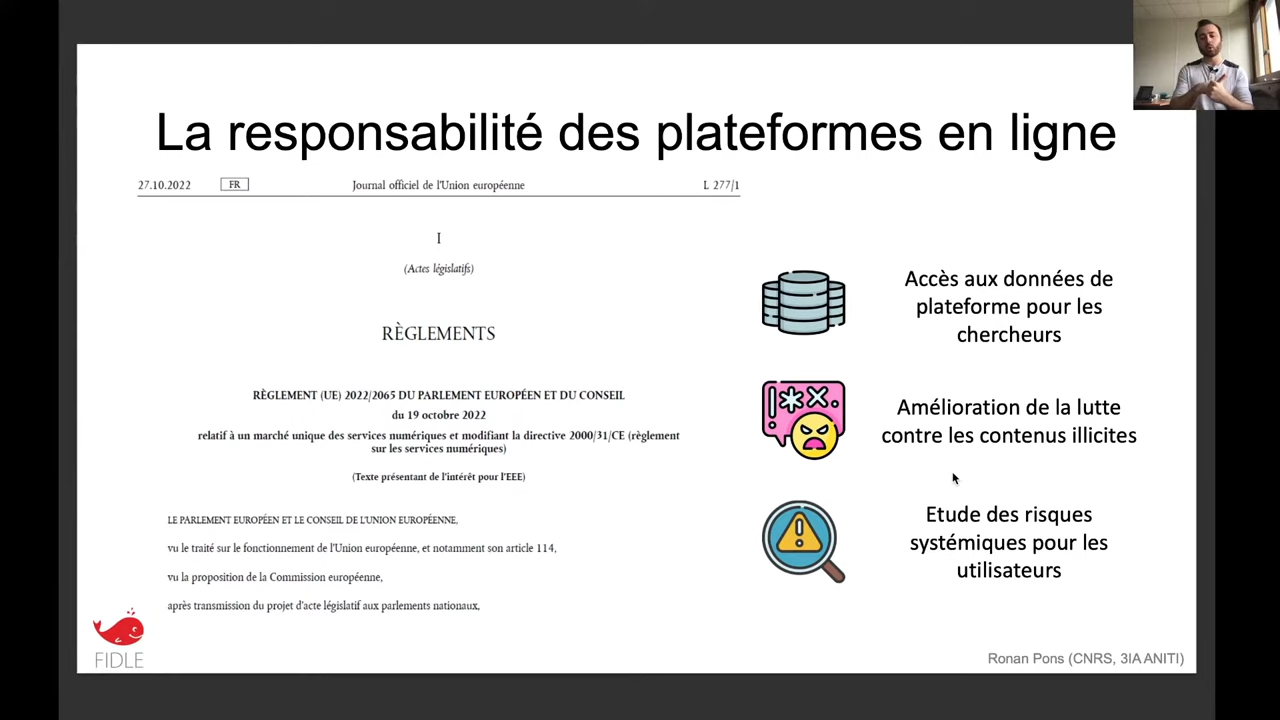 La responsabilité des plateformes en ligne
27.10.2022 FR Journal officiel de l'Union européenne L 277/1
I
(Actes législatifs)
RÈGLEMENTS
RÈGLEMENT (UE) 2022/2065 DU PARLEMENT EUROPÉEN ET DU CONSEIL
du 19 octobre 2022
relatif à un marché unique des services numériques et modifiant la directive 2000/31/CE (règlement
sur les services numériques)
(Texte présentant de l'intérêt pour l'EEE)
LE PARLEMENT EUROPÉEN ET LE CONSEIL DE L'UNION EUROPÉENNE,
vu le traité sur le fonctionnement de l'Union européenne, et notamment son article 114,
vu la proposition de la Commission européenne,
après transmission du projet d'acte législatif aux parlements nationaux,
Accès aux données de
plateforme pour les
chercheurs
Amélioration de la lutte
contre les contenus illicites
Etude des risques
systémiques pour les
utilisateurs
FIDLE
Ronan Pons (CNRS, 3IA ANITI)